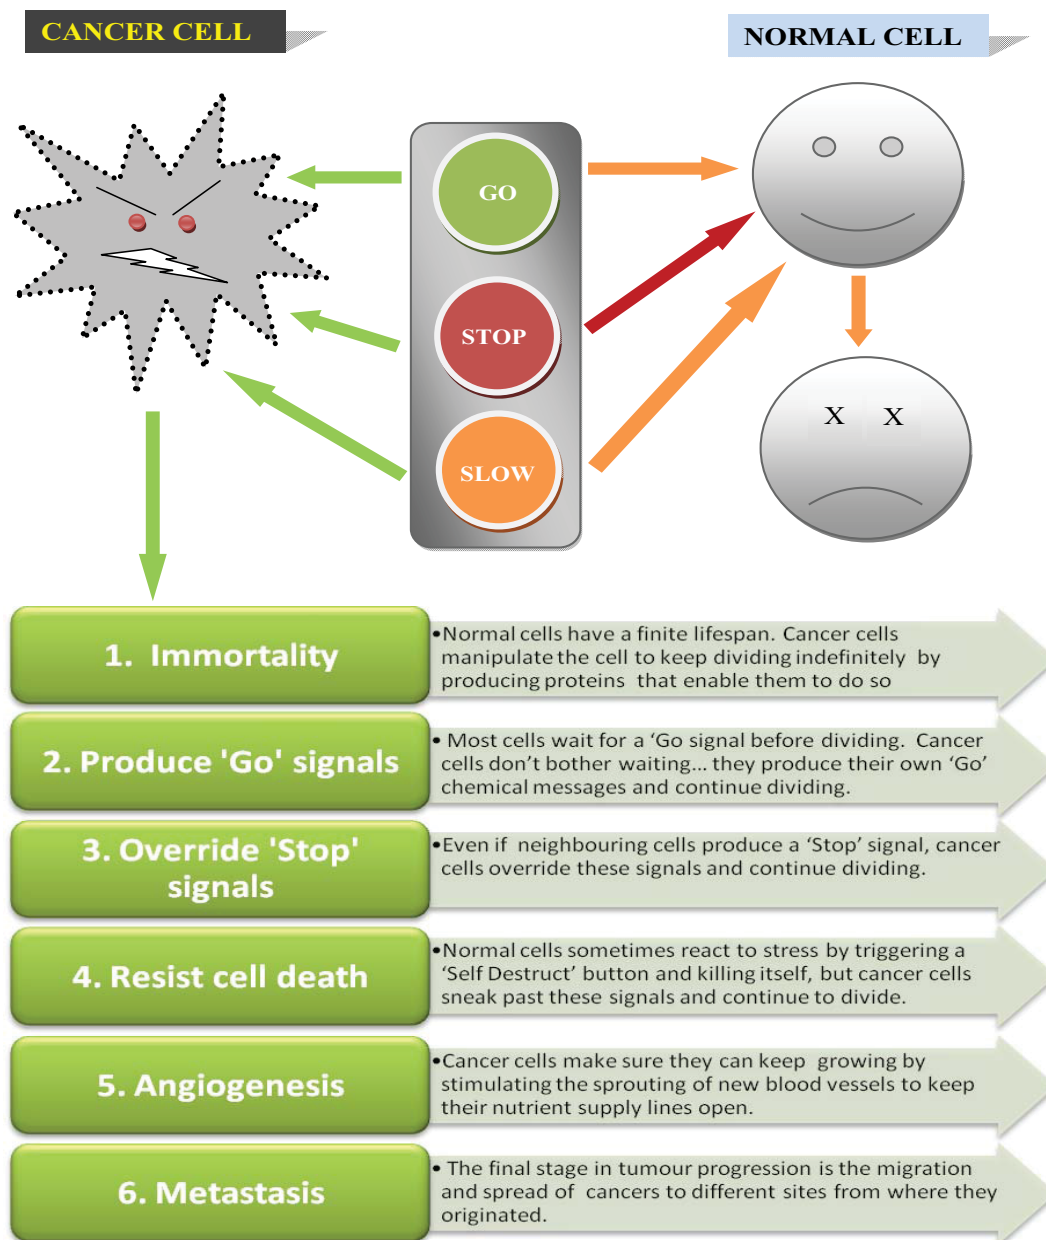 CANCER CELL
NORMAL CELL
GO
STOP
SLOW
X X
1. Immortality
•Normal cells have a finite lifespan. Cancer cells
manipulate the cell to keep dividing indefinitely by
producing proteins that enable them to do so
2. Produce 'Go' signals
• Most cells wait for a ‘Go signal before dividing. Cancer
cells don’t bother waiting... they produce their own ‘Go’
chemical messages and continue dividing.
3. Override 'Stop'
signals
•Even if neighbouring cells produce a ‘Stop’ signal, cancer
cells override these signals and continue dividing.
4. Resist cell death
•Normal cells sometimes react to stress by triggering a
‘Self Destruct’ button and killing itself, but cancer cells
sneak past these signals and continue to divide.
5. Angiogenesis
•Cancer cells make sure they can keep growing by
stimulating the sprouting of new blood vessels to keep
their nutrient supply lines open.
6. Metastasis
• The final stage in tumour progression is the migration
and spread of cancers to different sites from where they
originated.